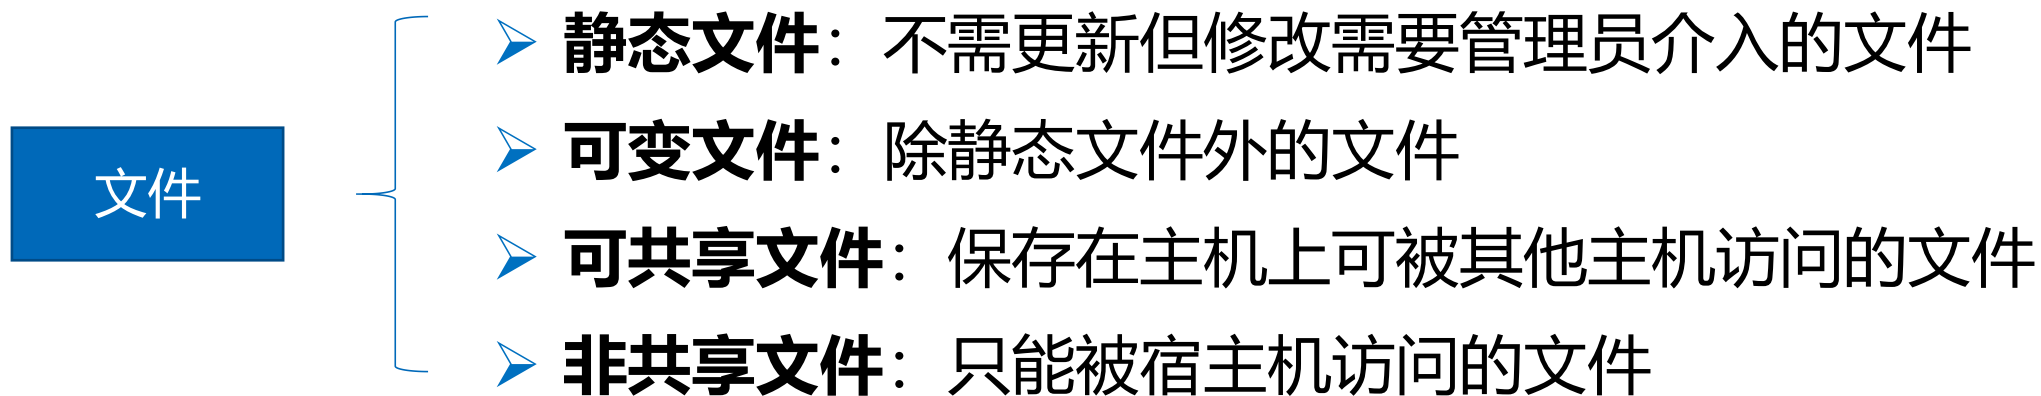 文件
静态文件：不需更新但修改需要管理员介入的文件
可变文件：除静态文件外的文件
可共享文件：保存在主机上可被其他主机访问的文件
非共享文件：只能被宿主机访问的文件